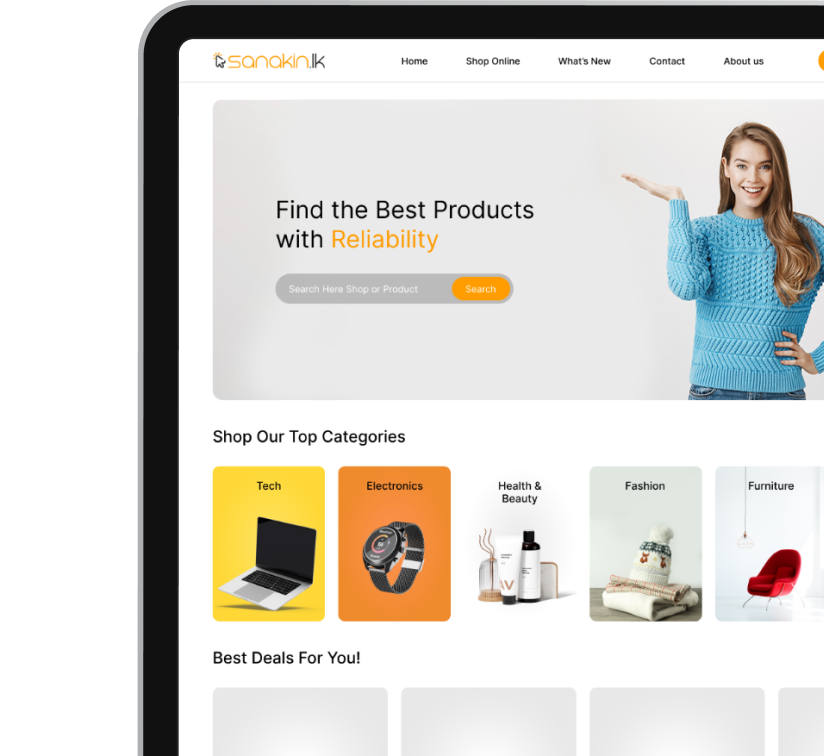 sanakin.lk
Home
Shop Online
What's New
Contact
About us
Find the Best Products
with Reliability
Search Here Shop or Product
Search
Shop Our Top Categories
Tech
Electronics
Health &
Beauty
Fashion
Furniture
Best Deals For You!